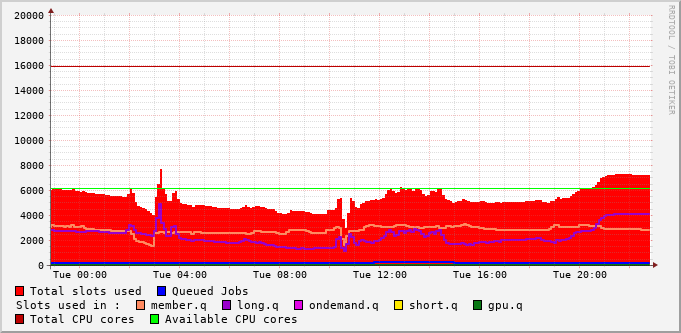 20000
18000
16000
14000
12000
10000
8000
6000
4000
2000
0
Tue 00:00 Tue 04:00 Tue 08:00 Tue 12:00 Tue 16:00 Tue 20:00
RRDTOOL / TOBI OETIKER
Total slots used Queued Jobs
Slots used in : member.q long.q ondemand.q short.q gpu.q
Total CPU cores Available CPU cores